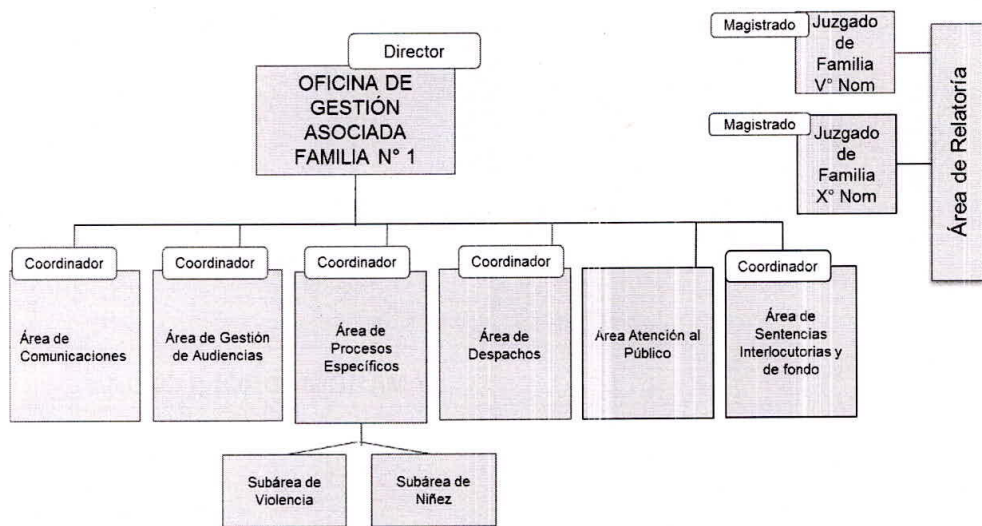 Director
OFICINA DE
GESTIÓN
ASOCIADA
FAMILIA N° 1
Magistrado
Juzgado
de
Familia
V° Nom
Magistrado
Juzgado
de
Familia
X° Nom
Área de Relatoría
Coordinador
Área de
Comunicaciones
Coordinador
Área de Gestión
de Audiencias
Coordinador
Área de
Procesos
Específicos
Coordinador
Área de
Despachos
Área Atención al
Público
Coordinador
Área de
Sentencias
Interlocutorias y
de fondo
Subárea de
Violencia
Subárea de
Niñez